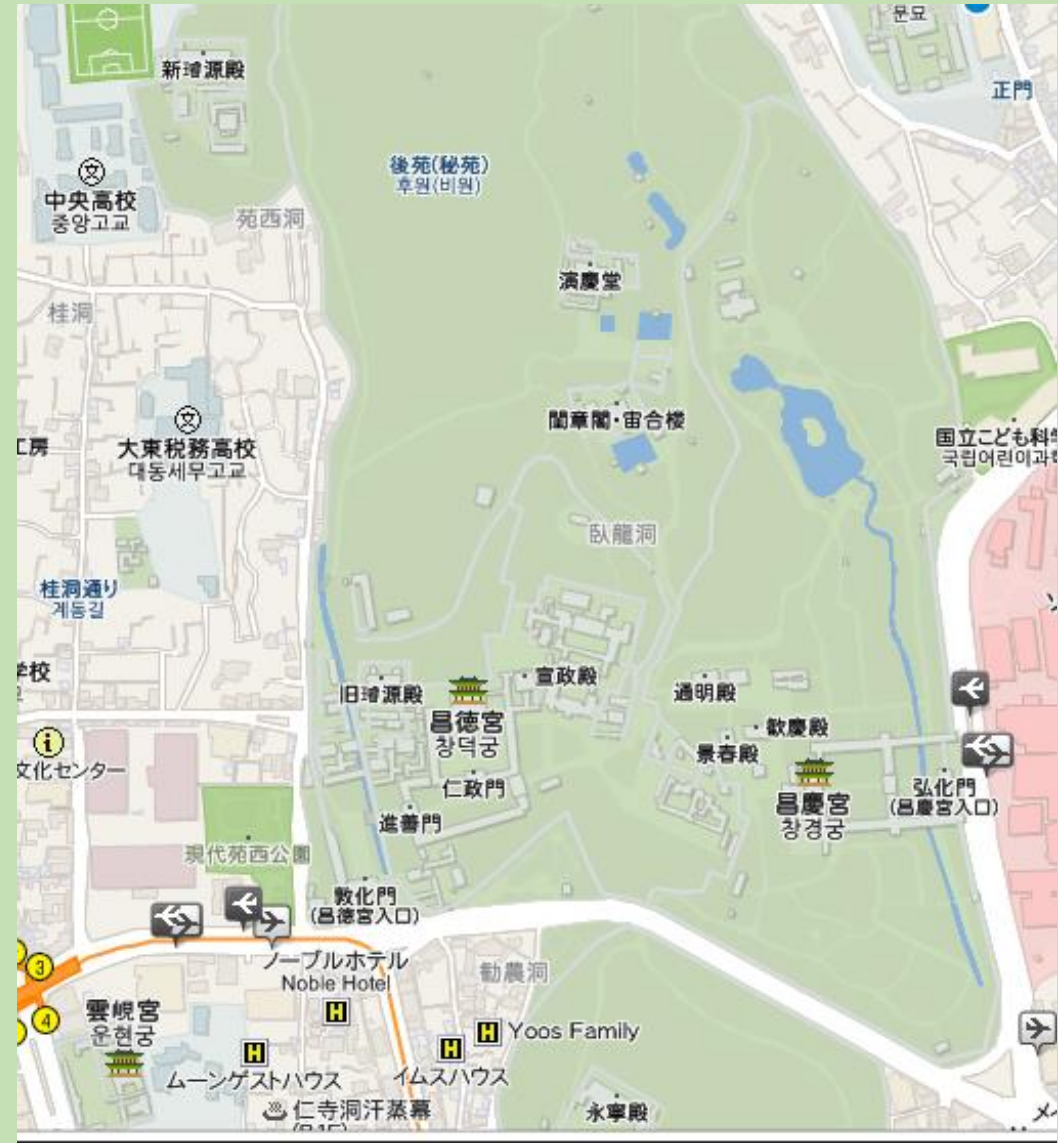 문묘
新璿源殿
正門
後苑(秘苑)
후원(비원)
中央高校
중앙고교
苑西洞
演慶堂
桂洞
閣章閣・宙合楼
大東税務高校
대동세무고교
工房
国立こども科学
국립어린이과학
臥龍洞
桂洞通り
계동길
学校
宣政殿
通明殿
旧璿源殿
昌徳宮
창덕궁
歓慶殿
景春殿
文化センター
仁政門
昌慶宮
창경궁
弘化門
(昌慶宮入口)
進善門
現代苑西公園
敦化門
(昌徳宮入口)
ノーブルホテル
Noble Hotel
勧農洞
3
4
雲峴宮
운현궁
Yoos Family
ムーンゲストハウス
イムスハウス
仁寺洞汗蒸幕
永寧殿